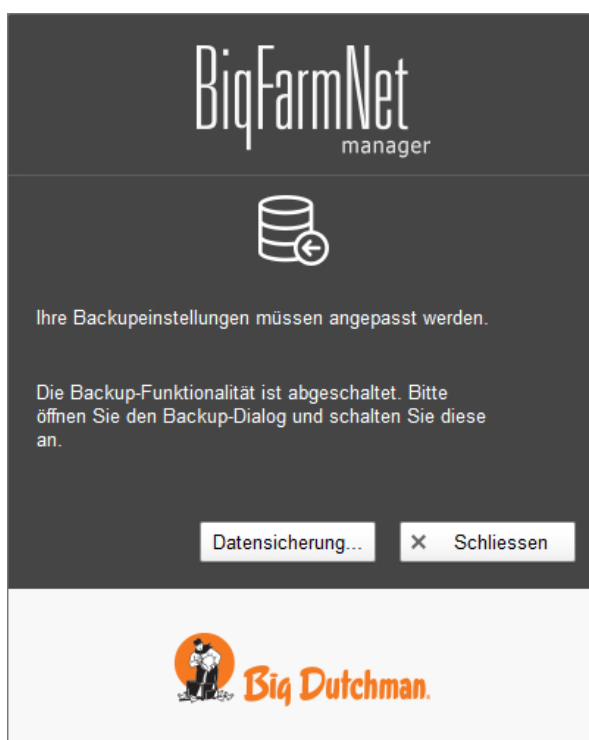 BigFarmNet
manager
Ihre Backupeinstellungen müssen angepasst werden.
Die Backup-Funktionalität ist abgeschaltet. Bitte
öffnen Sie den Backup-Dialog und schalten Sie diese
an.
Datensicherung...
Schliessen
Big Dutchman.